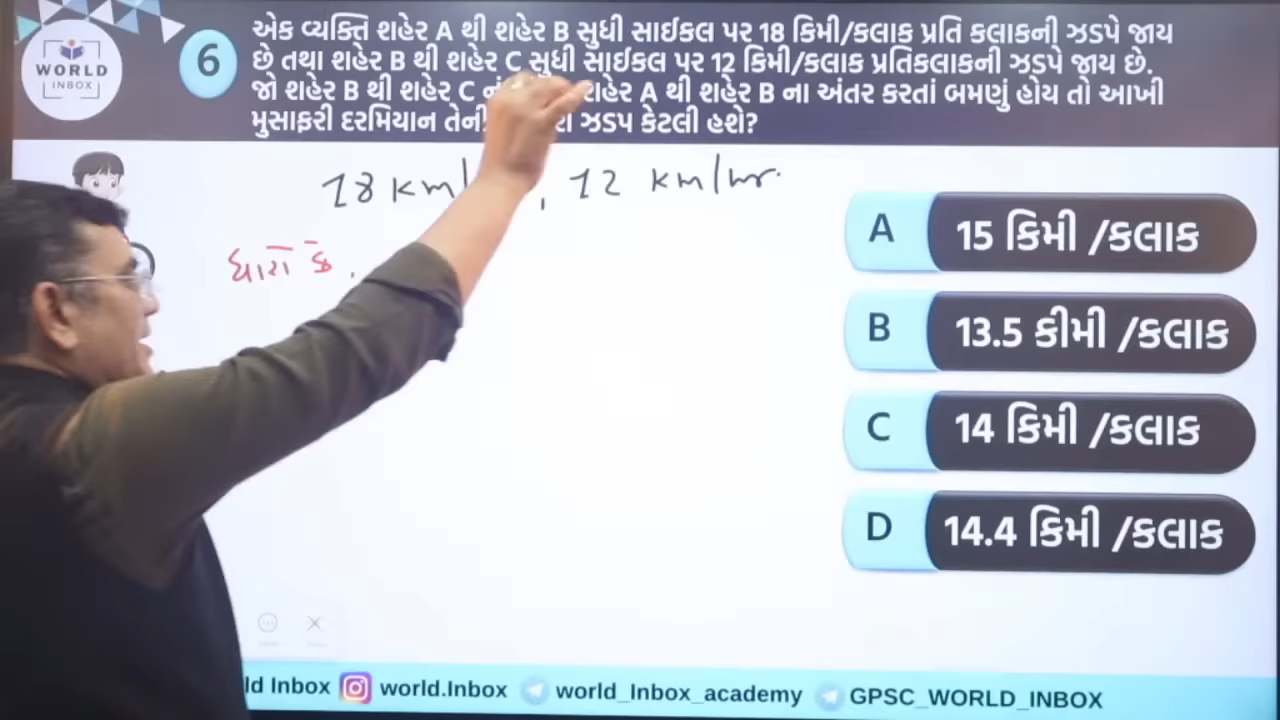 WORLD
INBOX
6
એક વ્યક્તિ શહેર A થી શહેર B સુધી સાઈકલ પર 18 કિમી/કલાક પ્રતિ કલાકની ઝડપે જાય
છે તથા શહેર B થી શહેર C સુધી સાઈકલ પર 12 કિમી/કલાક પ્રતિકલાકની ઝડપે જાય છે.
જો શહેર B થી શહેર C શહેર A થી શહેર B ના અંતર કરતાં બમણું હોય તો આખી
મુસાફરી દરમિયાન તેની ઝડપ કેટલી હશે?
18 km/ , 12 km/hr.
ધારો કે,
A 15 કિમી /કલાક
B 13.5 કીમી /કલાક
C 14 કિમી /કલાક
D 14.4 કિમી /કલાક
ld Inbox world.Inbox world_Inbox_academy GPSC_WORLD_INBOX